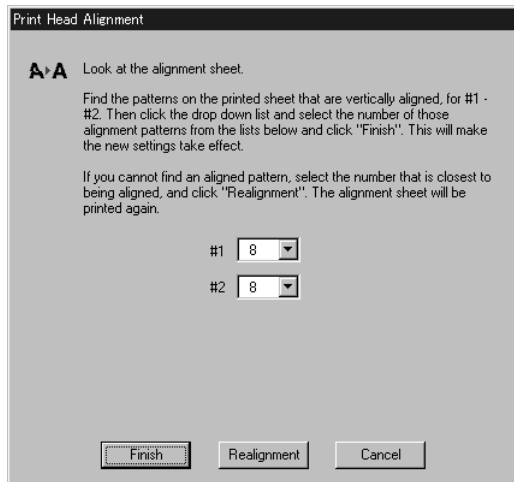 Print Head Alignment
A A Look at the alignment sheet.
Find the patterns on the printed sheet that are vertically aligned, for #1 -
#2. Then click the drop down list and select the number of those
alignment patterns from the lists below and click "Finish". This will make
the new settings take effect.
If you cannot find an aligned pattern, select the number that is closest to
being aligned, and click "Realignment". The alignment sheet will be
printed again.
#1 8
#2 8
Finish Realignment Cancel